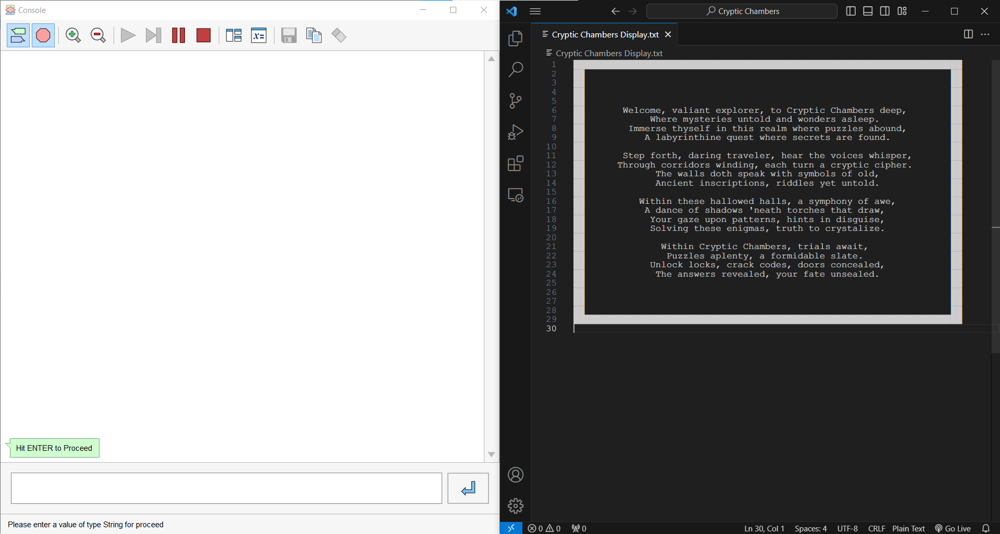 Console
Hit ENTER to Proceed
Please enter a value of type String for proceed
Cryptic Chambers
Cryptic Chambers Display.txt
Cryptic Chambers Display.txt
1
2
3
4
5
6 Welcome, valiant explorer, to Cryptic Chambers deep,
7 Where mysteries untold and wonders asleep.
8 Immerse thyself in this realm where puzzles abound,
9 A labyrinthine quest where secrets are found.
10
11 Step forth, daring traveler, hear the voices whisper,
12 Through corridors winding, each turn a cryptic cipher.
13 The walls doth speak with symbols of old,
14 Ancient inscriptions, riddles yet untold.
15
16 Within these hallowed halls, a symphony of awe,
17 A dance of shadows 'neath torches that draw,
18 Your gaze upon patterns, hints in disguise,
19 Solving these enigmas, truth to crystalize.
20
21 Within Cryptic Chambers, trials await,
22 Puzzles aplenty, a formidable slate.
23 Unlock locks, crack codes, doors concealed,
24 The answers revealed, your fate unsealed.
25
26
27
28
29
30
0 0 0 Ln 30, Col 1 Spaces: 4 UTF-8 CRLF Plain Text Go Live